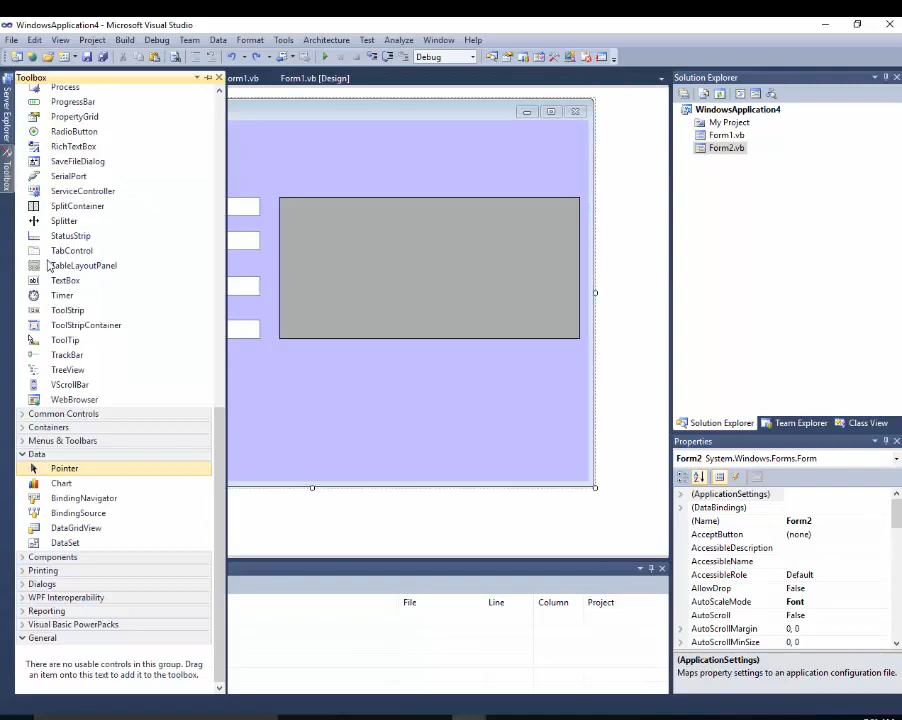 WindowsApplication4 - Microsoft Visual Studio
File Edit View Project Build Debug Team Data Format Tools Architecture Test Analyze Window Help
Debug
Toolbox
orm1.vb Form1.vb [Design]
Solution Explorer
Server Explorer
Toolbox
Process
ProgressBar
PropertyGrid
RadioButton
RichTextBox
SaveFileDialog
SerialPort
ServiceController
SplitContainer
Splitter
StatusStrip
TabControl
TableLayoutPanel
TextBox
Timer
ToolStrip
ToolStripContainer
ToolTip
TrackBar
TreeView
VScrollBar
WebBrowser
Common Controls
Containers
Menus & Toolbars
Data
Pointer
Chart
BindingNavigator
BindingSource
DataGridView
DataSet
Components
Printing
Dialogs
WPF Interoperability
Reporting
Visual Basic PowerPacks
General
There are no usable controls in this group. Drag
an item onto this text to add it to the toolbox.
File Line Column Project
WindowsApplication4
My Project
Form1.vb
Form2.vb
Solution Explorer Team Explorer Class View
Properties
Form2 System.Windows.Forms.Form
(ApplicationSettings)
(DataBindings)
(Name) Form2
AcceptButton (none)
AccessibleDescription
AccessibleName
AccessibleRole Default
AllowDrop False
AutoScaleMode Font
AutoScroll False
AutoScrollMargin 0, 0
AutoScrollMinSize 0, 0
(ApplicationSettings)
Maps property settings to an application configuration file.